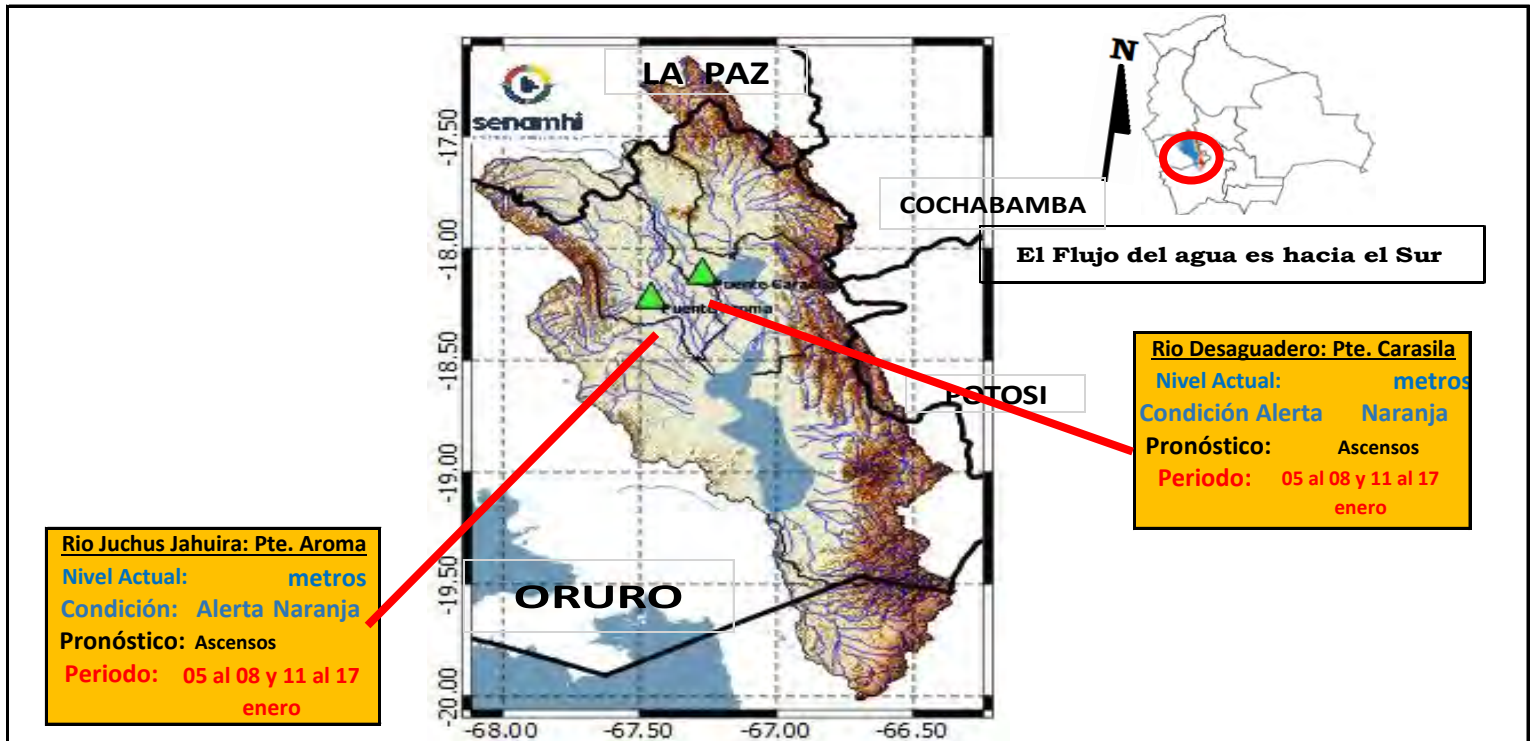 LA PAZ
senamhi
N
COCHABAMBA
El Flujo del agua es hacia el Sur
POTOSI
ORURO
Rio Desaguadero: Pte. Carasila
Nivel Actual: metros
Condición Alerta Naranja
Pronóstico: Ascensos
Periodo: 05 al 08 y 11 al 17
enero
Rio Juchus Jahuira: Pte. Aroma
Nivel Actual: metros
Condición: Alerta Naranja
Pronóstico: Ascensos
Periodo: 05 al 08 y 11 al 17
enero
Puente
Puente
-17.50
-18.00
-18.50
-19.00
-19.50
-20.00
-68.00 -67.50 -67.00 -66.50